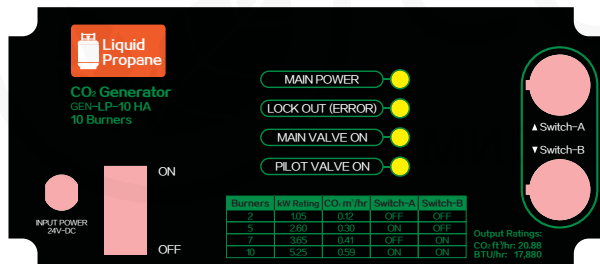 Liquid
Propane
CO₂ Generator
GEN-LP-10 HA
10 Burners
MAIN POWER
LOCK OUT (ERROR)
MAIN VALVE ON
PILOT VALVE ON
▲ Switch-A
▼ Switch-B
ON
OFF
INPUT POWER
24V-DC
Burners kW Rating CO₂ m³/hr Switch-A Switch-B
2 1.05 0.12 OFF OFF
5 2.60 0.30 ON OFF
7 3.65 0.41 OFF ON
10 5.25 0.59 ON ON
Output Ratings:
CO₂ ft³/hr: 20.88
BTU/hr: 17,880